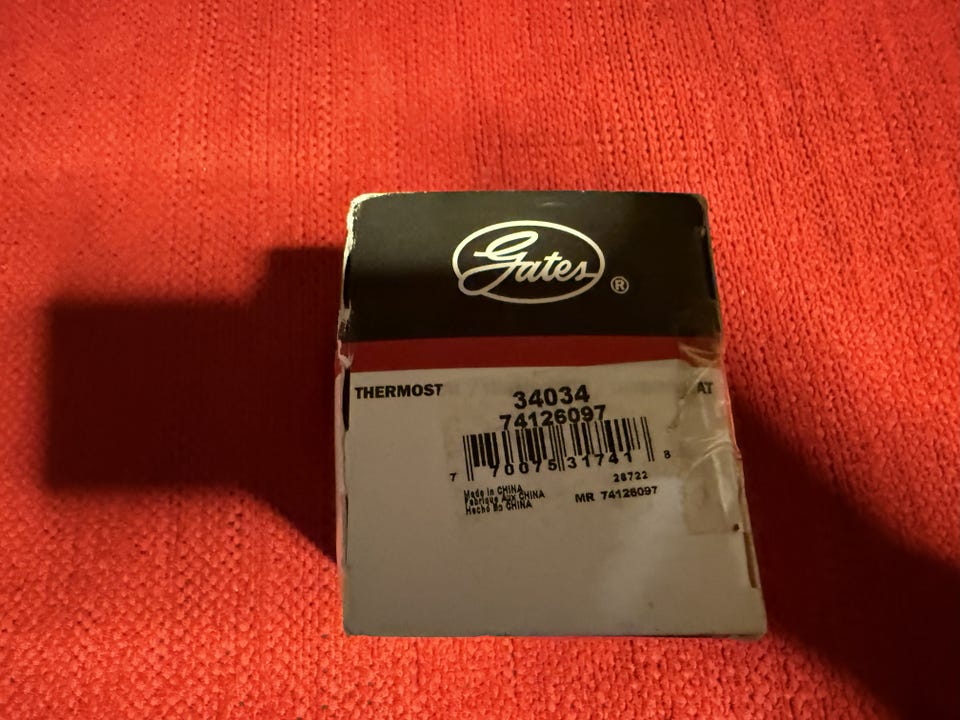 Gates ®
THERMOST
AT
34034
74126097
7 70075 31741 8
28722
Made in CHINA
Fabriqué Aux CHINA
Hecho En CHINA
MR 74126097